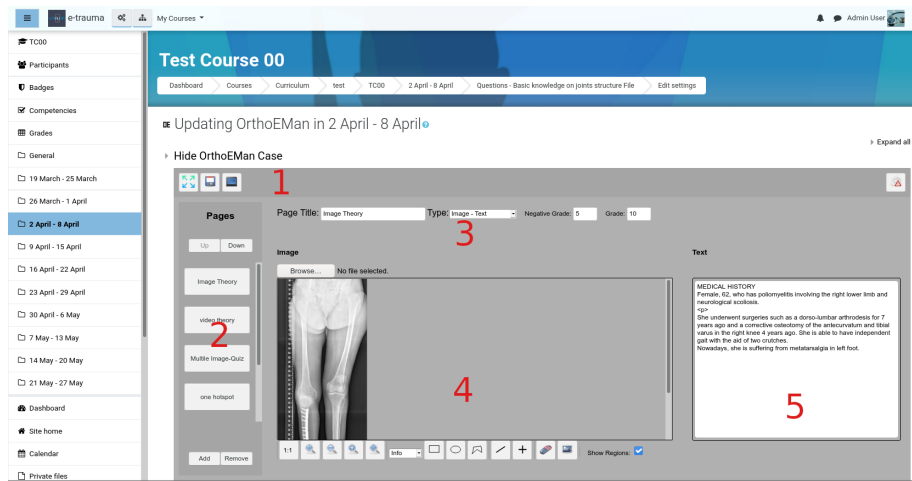 e-trauma
My Courses
Admin User
TC00
Participants
Badges
Competencies
Grades
General
19 March - 25 March
26 March - 1 April
2 April - 8 April
9 April - 15 April
16 April - 22 April
23 April - 29 April
30 April - 6 May
7 May - 13 May
14 May - 20 May
21 May - 27 May
Dashboard
Site home
Calendar
Private files
Test Course 00
Dashboard Courses Curriculum test TC00 2 April - 8 April Questions - Basic knowledge on joints structure File Edit settings
Updating OrthoEMan in 2 April - 8 April
Expand all
Hide OrthoEMan Case
1
Pages
Up Down
Image Theory
video theory
2
Multile Image-Quiz
one hotspot
Add Remove
Page Title: Image Theory Type: Image - Text Negative Grade: 5 Grade: 10
3
Image
Browse... No file selected.
4
1:1 Info Show Regions:
Text
MEDICAL HISTORY
Female, 62, who has poliomyelitis involving the right lower limb and
neurological scoliosis.
<p>
She underwent surgeries such as a dorso-lumbar arthrodesis for 7
years ago and a corrective osteotomy of the antecurvatum and tibial
varus in the right knee 4 years ago. She is able to have independent
gait with the aid of two crutches.
Nowadays, she is suffering from metatarsalgia in left foot.
5